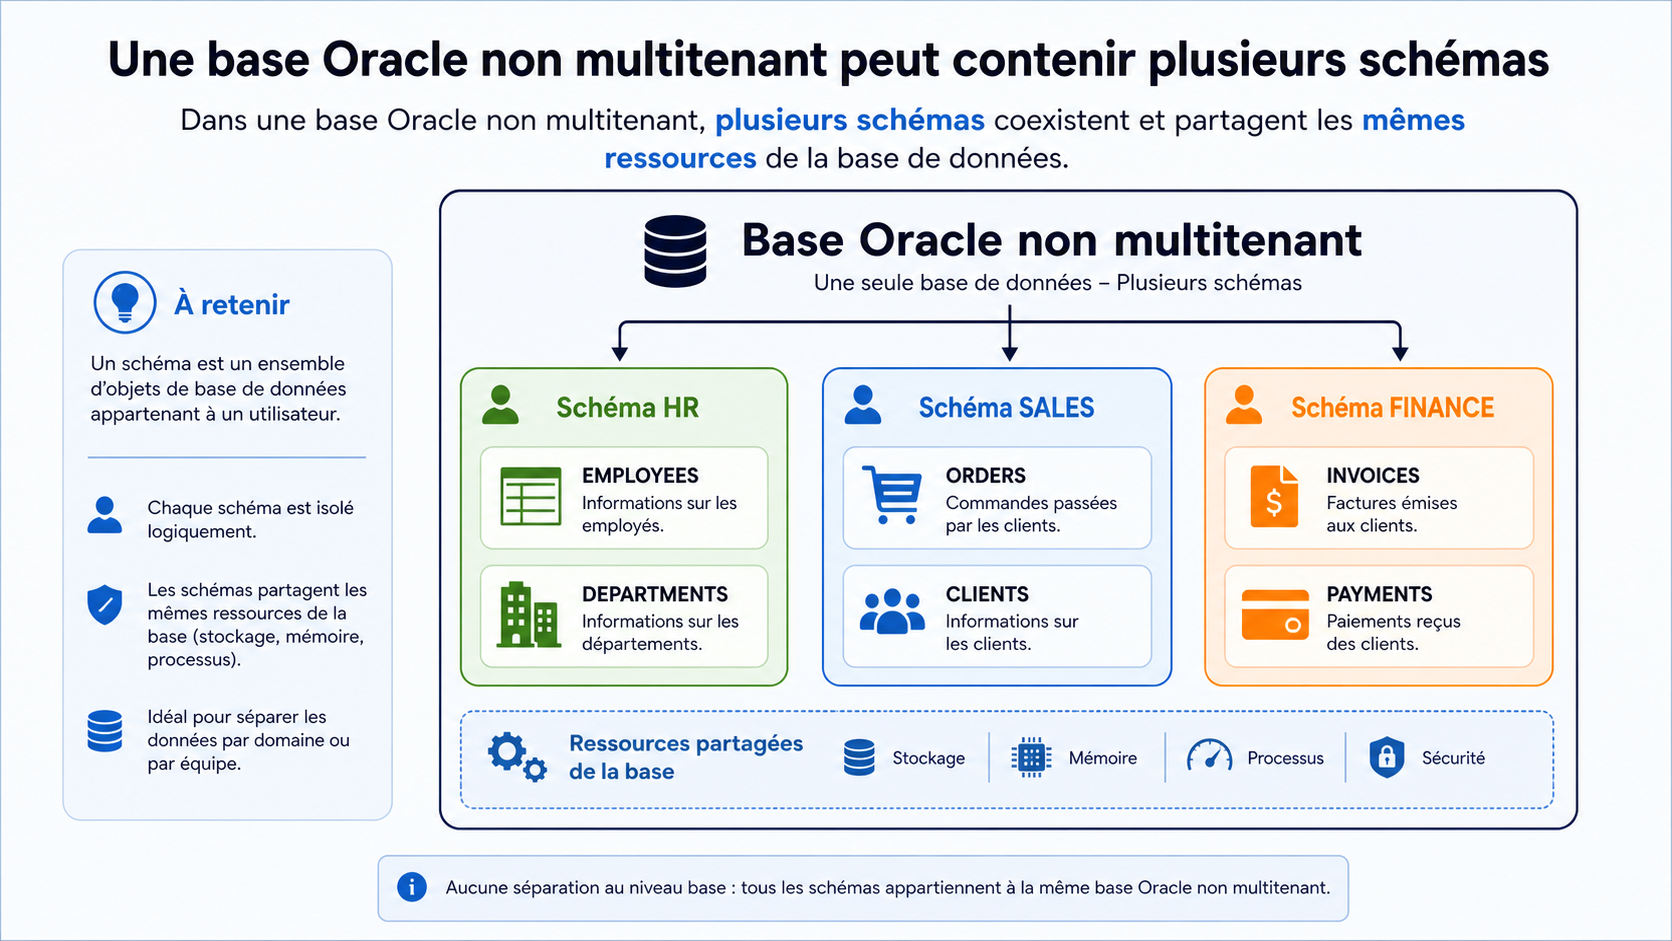 Une base Oracle non multitenant peut contenir plusieurs schémas
Dans une base Oracle non multitenant, plusieurs schémas coexistent et partagent les mêmes
ressources de la base de données.
À retenir
Un schéma est un ensemble
d'objets de base de données
appartenant à un utilisateur.
Chaque schéma est isolé
logiquement.
Les schémas partagent les
mêmes ressources de la
base (stockage, mémoire,
processus).
Idéal pour séparer les
données par domaine ou
par équipe.
Base Oracle non multitenant
Une seule base de données – Plusieurs schémas
Schéma HR
EMPLOYEES
Informations sur les
employés.
DEPARTMENTS
Informations sur les
départements.
Schéma SALES
ORDERS
Commandes passées
par les clients.
CLIENTS
Informations sur
les clients.
Schéma FINANCE
INVOICES
Factures émises
aux clients.
$
PAYMENTS
Paiements reçus
des clients.
Ressources partagées
de la base
Stockage
Mémoire
Processus
Sécurité
i
Aucune séparation au niveau base : tous les schémas appartiennent à la même base Oracle non multitenant.